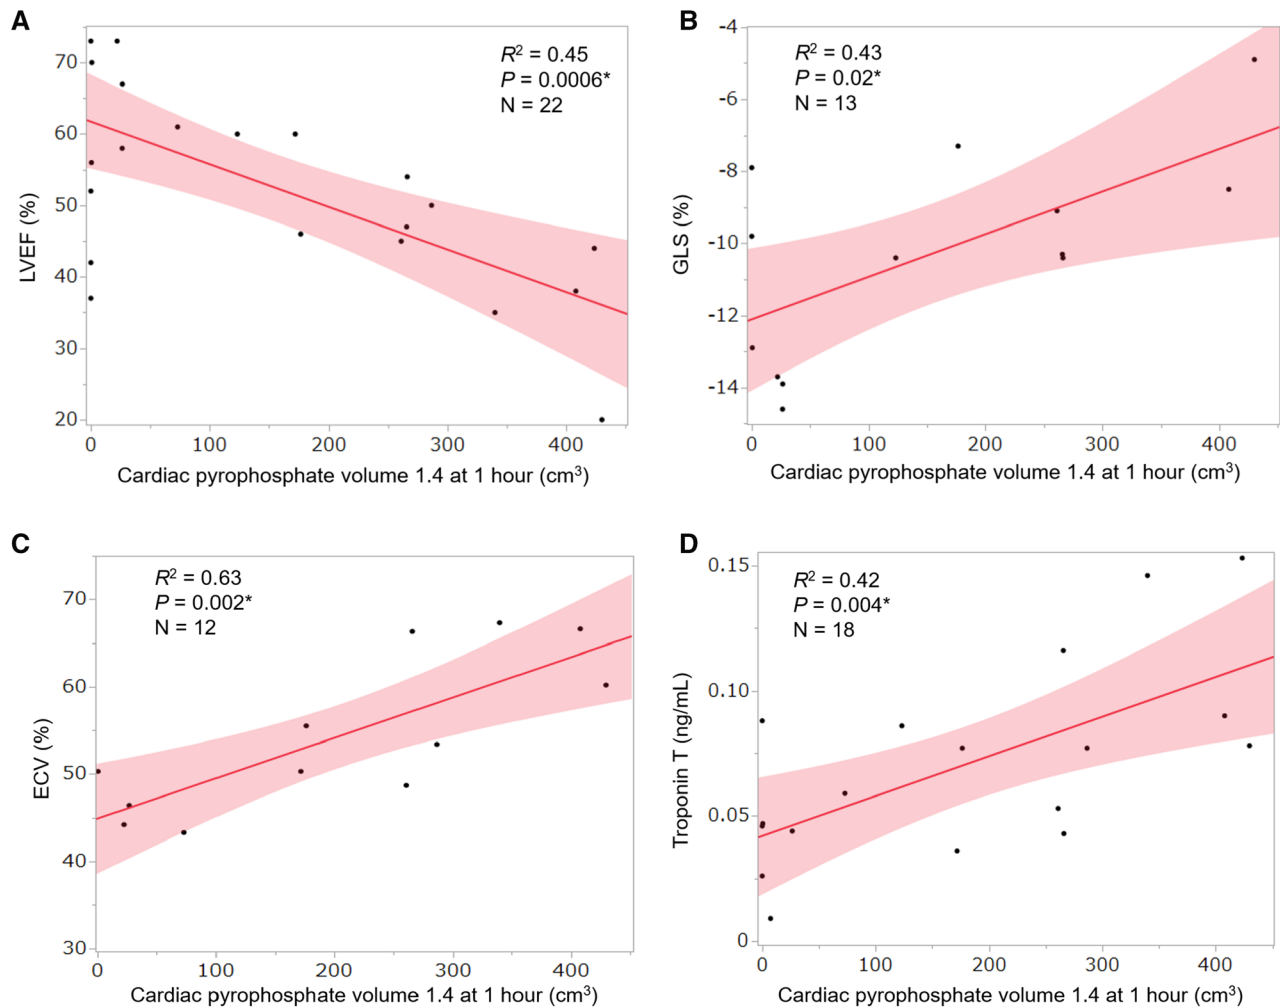 A
R² = 0.45
P = 0.0006*
N = 22
LVEF (%)
70
60
50
40
30
20
0 100 200 300 400
Cardiac pyrophosphate volume 1.4 at 1 hour (cm³)
B
R² = 0.43
P = 0.02*
N = 13
GLS (%)
-4
-6
-8
-10
-12
-14
0 100 200 300 400
Cardiac pyrophosphate volume 1.4 at 1 hour (cm³)
C
R² = 0.63
P = 0.002*
N = 12
ECV (%)
70
60
50
40
30
0 100 200 300 400
Cardiac pyrophosphate volume 1.4 at 1 hour (cm³)
D
R² = 0.42
P = 0.004*
N = 18
Troponin T (ng/mL)
0.15
0.10
0.05
0
0 100 200 300 400
Cardiac pyrophosphate volume 1.4 at 1 hour (cm³)